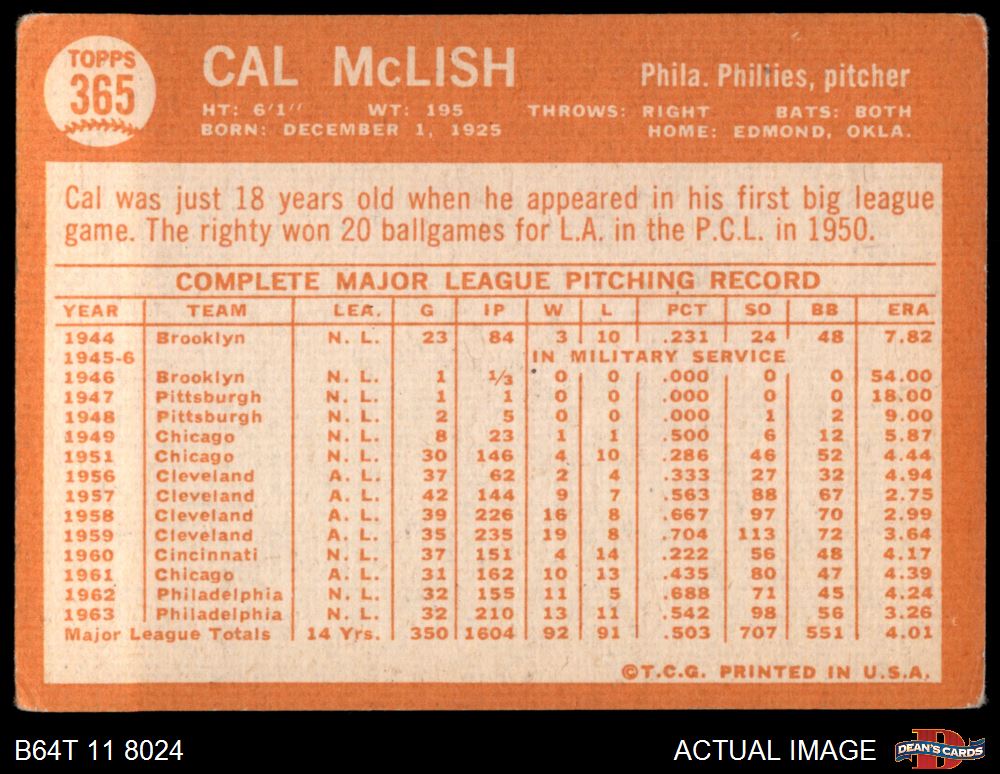 TOPPS
365
CAL McLISH
Phila. Phillies, pitcher
HT: 6'1" WT: 195 THROWS: RIGHT BATS: BOTH
BORN: DECEMBER 1, 1925 HOME: EDMOND, OKLA.
Cal was just 18 years old when he appeared in his first big league
game. The righty won 20 ballgames for L.A. in the P.C.L. in 1950.
COMPLETE MAJOR LEAGUE PITCHING RECORD
YEAR TEAM LEA. G IP W L PCT SO BB ERA
1944 Brooklyn N. L. 23 84 3 10 .231 24 48 7.82
1945-6 IN MILITARY SERVICE
1946 Brooklyn N. L. 1 1/3 0 0 .000 0 0 54.00
1947 Pittsburgh N. L. 1 1 0 0 .000 0 0 18.00
1948 Pittsburgh N. L. 2 5 0 0 .000 1 2 9.00
1949 Chicago N. L. 8 23 1 1 .500 6 12 5.87
1951 Chicago N. L. 30 146 4 10 .286 46 52 4.44
1956 Cleveland A. L. 37 62 2 4 .333 27 32 4.94
1957 Cleveland A. L. 42 144 9 7 .563 88 67 2.75
1958 Cleveland A. L. 39 226 16 8 .667 97 70 2.99
1959 Cleveland A. L. 35 235 19 8 .704 113 72 3.64
1960 Cincinnati N. L. 37 151 4 14 .222 56 48 4.17
1961 Chicago A. L. 31 162 10 13 .435 80 47 4.39
1962 Philadelphia N. L. 32 155 11 5 .688 71 45 4.24
1963 Philadelphia N. L. 32 210 13 11 .542 98 56 3.26
Major League Totals 14 Yrs. 350 1604 92 91 .503 707 551 4.01
©T.C.G. PRINTED IN U.S.A.
B64T 11 8024
ACTUAL IMAGE
D
DEAN'S CARDS